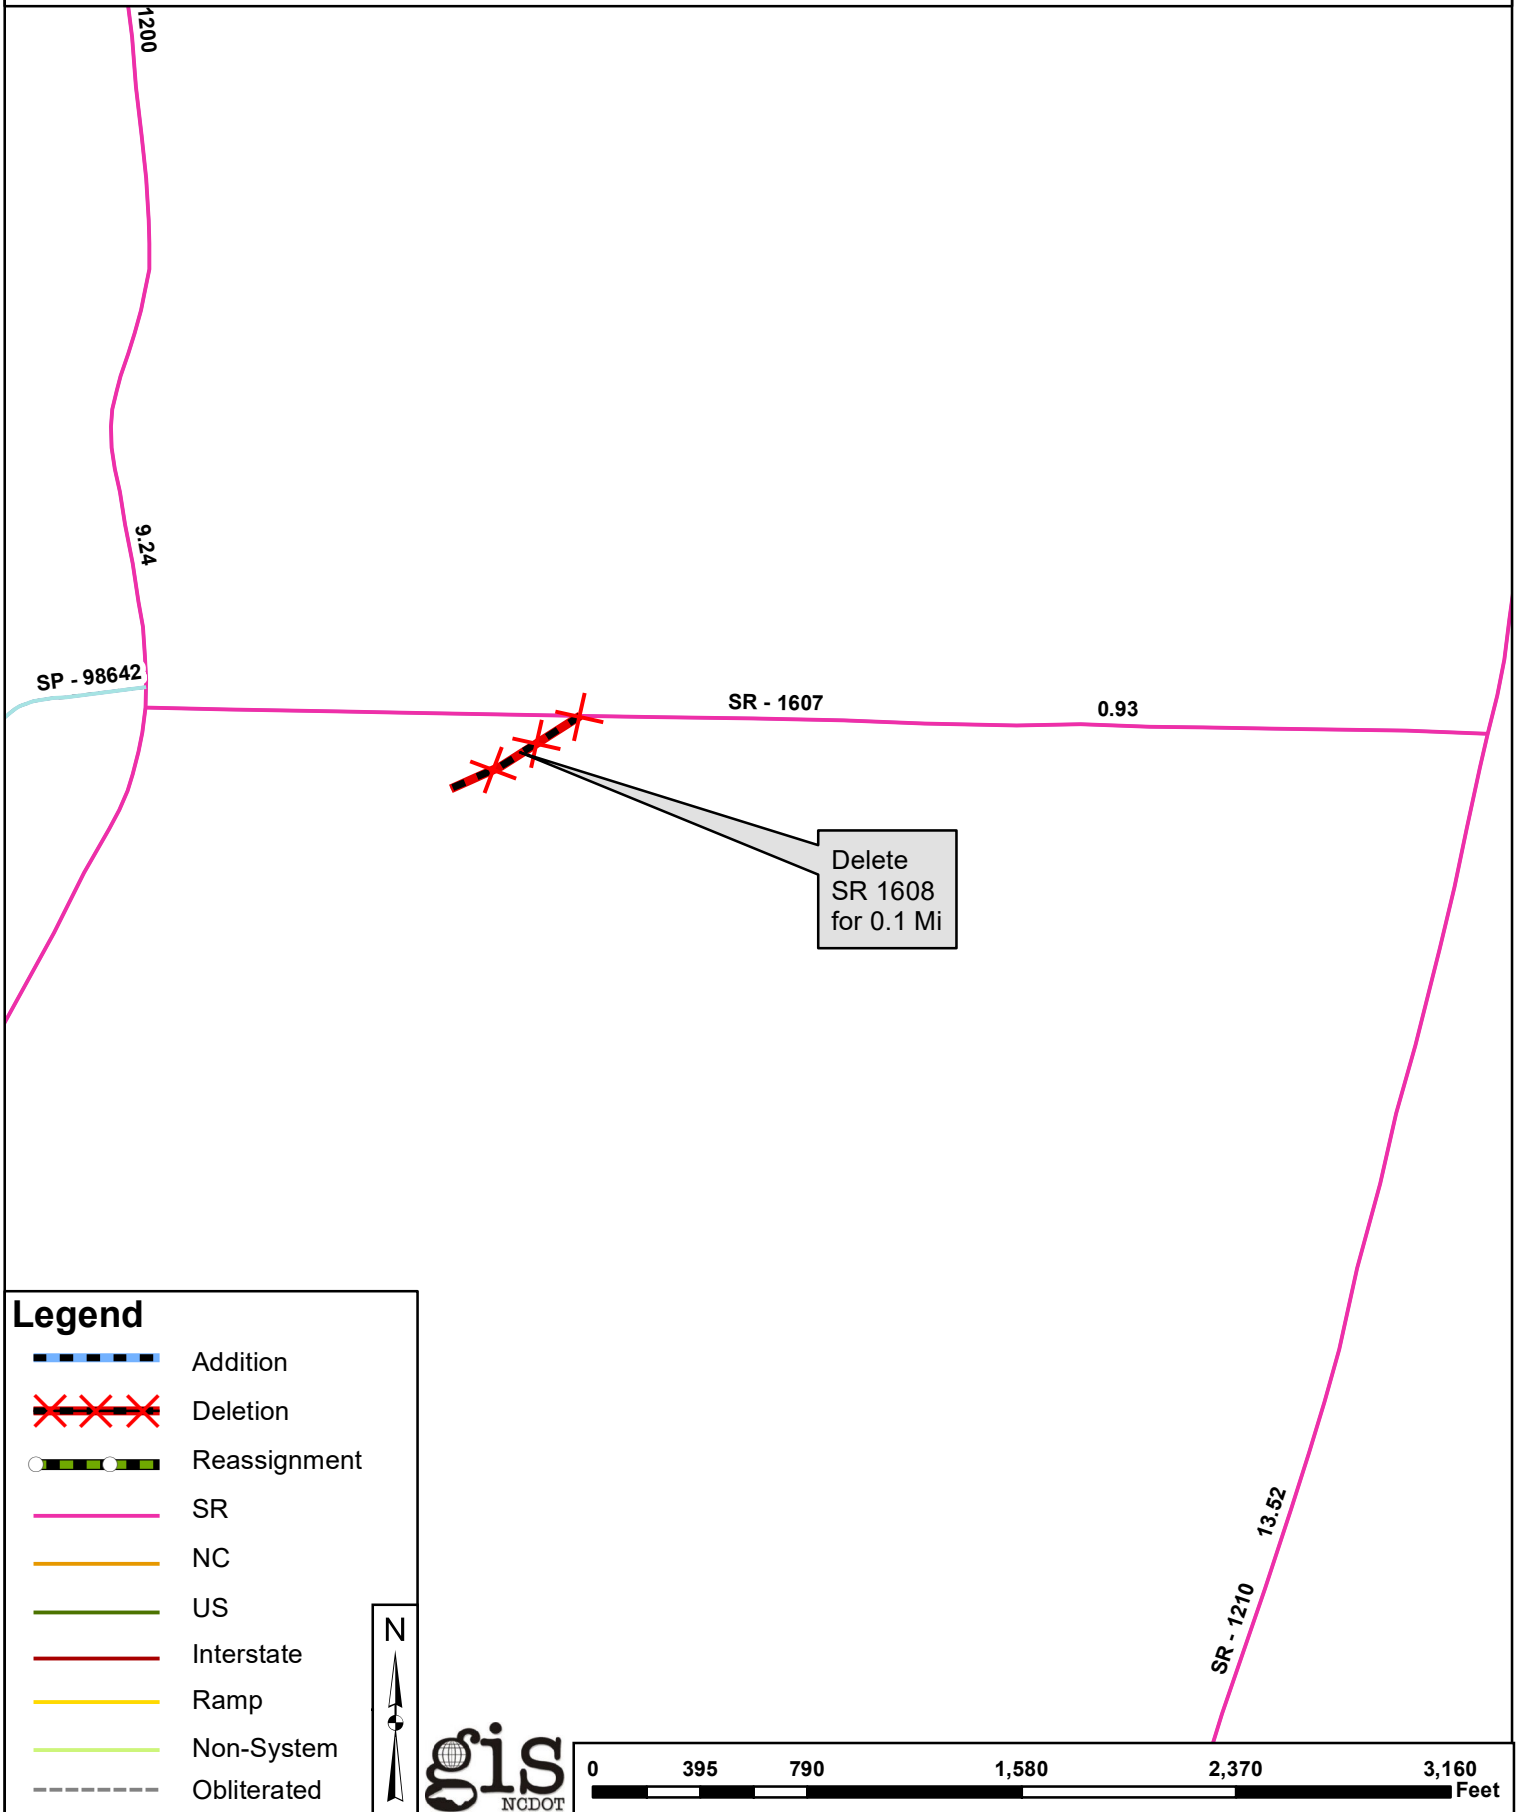 1200
9.24
SP - 98642
SR - 1607
0.93
Delete
SR 1608
for 0.1 Mi
13.52
SR - 1210
Legend
Addition
Deletion
Reassignment
SR
NC
US
Interstate
Ramp
Non-System
Obliterated
N
gis
NCDOT
0 395 790 1,580 2,370 3,160
Feet